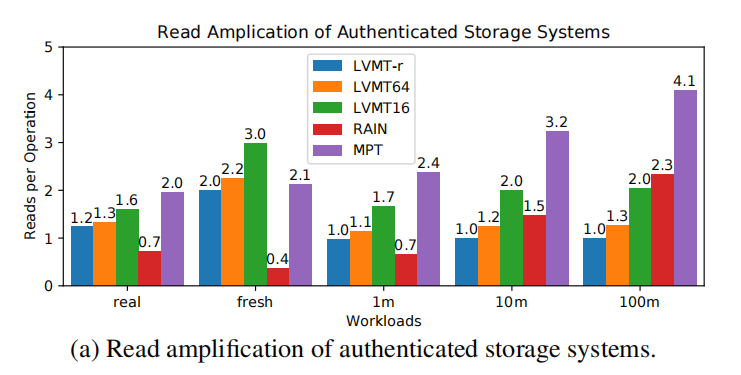 Read Amplication of Authenticated Storage Systems
5
4
3
2
1
0
Reads per Operation
LVMT-r
LVMT64
LVMT16
RAIN
MPT
1.2 1.3 1.6 0.7 2.0
2.0 2.2 3.0 0.4 2.1
1.0 1.1 1.7 0.7 2.4
1.0 1.2 2.0 1.5 3.2
1.0 1.3 2.0 2.3 4.1
real fresh 1m 10m 100m
Workloads
(a) Read amplification of authenticated storage systems.